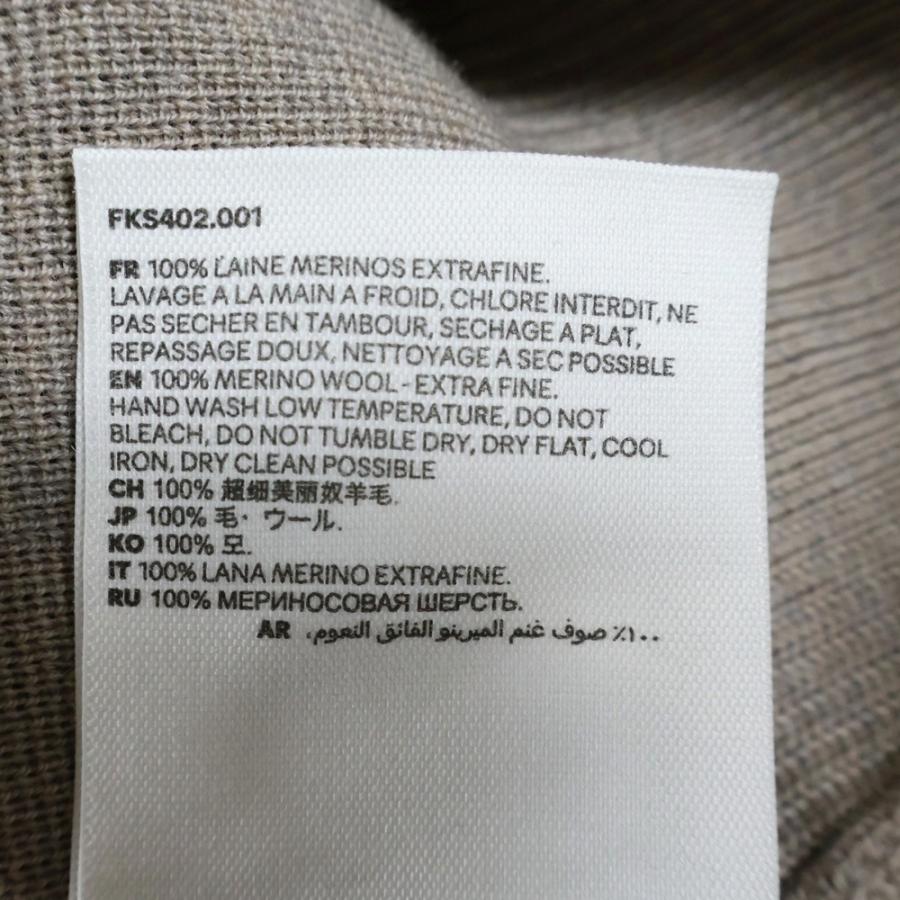 FKS402.001
FR 100% LAINE MERINOS EXTRAFINE.
LAVAGE A LA MAIN A FROID, CHLORE INTERDIT, NE
PAS SECHER EN TAMBOUR, SECHAGE A PLAT,
REPASSAGE DOUX, NETTOYAGE A SEC POSSIBLE
EN 100% MERINO WOOL - EXTRA FINE.
HAND WASH LOW TEMPERATURE, DO NOT
BLEACH, DO NOT TUMBLE DRY, DRY FLAT, COOL
IRON, DRY CLEAN POSSIBLE
CH 100% 超细美丽奴羊毛.
JP 100% 毛・ウール.
KO 100% 모.
IT 100% LANA MERINO EXTRAFINE.
RU 100% МЕРИНОСОВАЯ ШЕРСТЬ.
١٠٠٪ صوف غنم الميرينو الفائق النعوم. AR